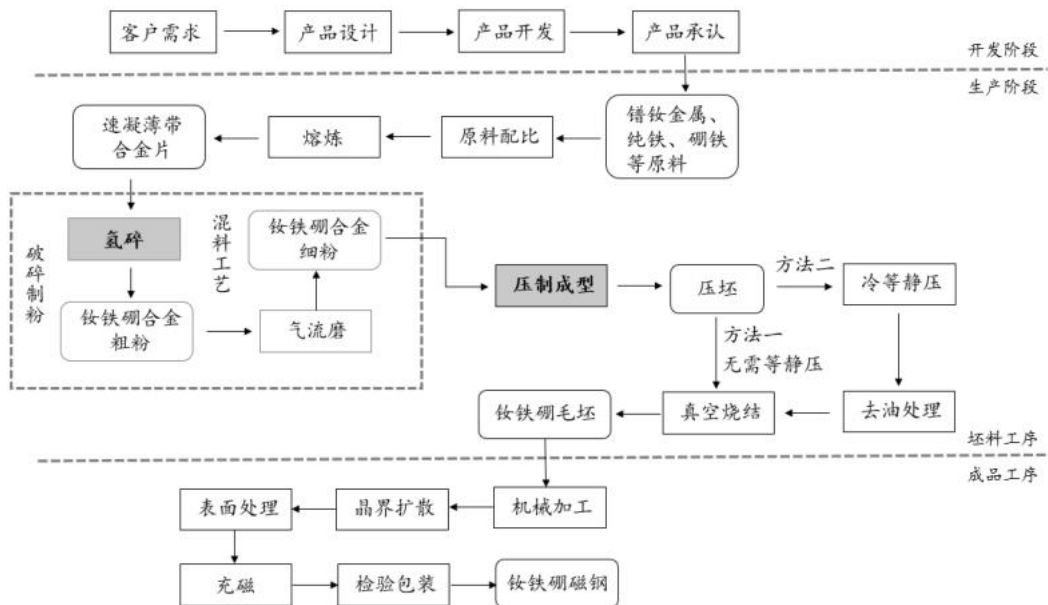 客户需求
产品设计
产品开发
产品承认
开发阶段
生产阶段
镨钕金属、
纯铁、硼铁
等原料
原料配比
熔炼
速凝薄带
合金片
破碎制粉
氢碎
钕铁硼合金
粗粉
混料工艺
气流磨
钕铁硼合金
细粉
压制成型
压坯
方法二
冷等静压
方法一
无需等静压
去油处理
真空烧结
钕铁硼毛坯
坯料工序
成品工序
机械加工
晶界扩散
表面处理
充磁
检验包装
钕铁硼磁钢